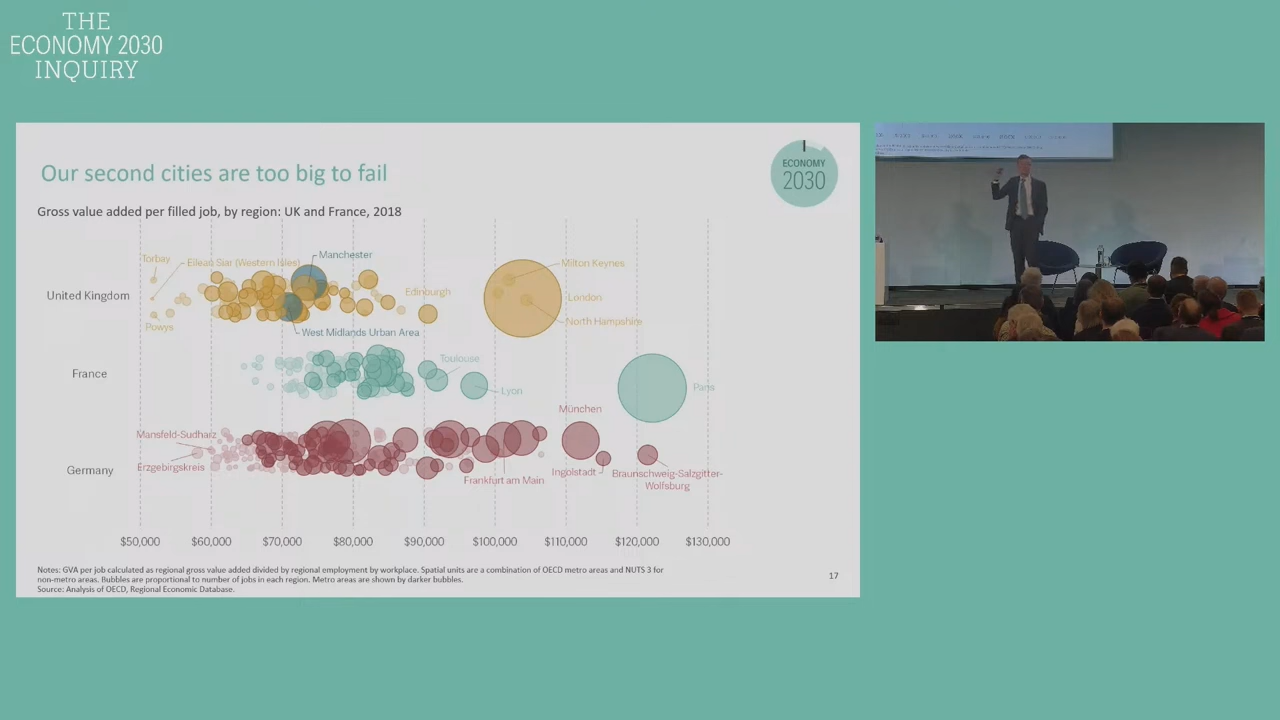 THE
ECONOMY 2030
INQUIRY
Our second cities are too big to fail
ECONOMY
2030
Gross value added per filled job, by region: UK and France, 2018
Torbay
Eilean Siar (Western Isles)
Manchester
Milton Keynes
United Kingdom
Edinburgh
London
Powys
West Midlands Urban Area
North Hampshire
France
Toulouse
Lyon
Paris
München
Mansfeld-Sudharz
Erzgebirgskreis
Germany
Frankfurt am Main
Ingolstadt
Braunschweig-Salzgitter-
Wolfsburg
$50,000 $60,000 $70,000 $80,000 $90,000 $100,000 $110,000 $120,000 $130,000
Notes: GVA per job calculated as regional gross value added divided by regional employment by workplace. Spatial units are a combination of OECD metro areas and NUTS 3 for
non-metro areas. Bubbles are proportional to number of jobs in each region. Metro areas are shown by darker bubbles.
Source: Analysis of OECD, Regional Economic Database.
17